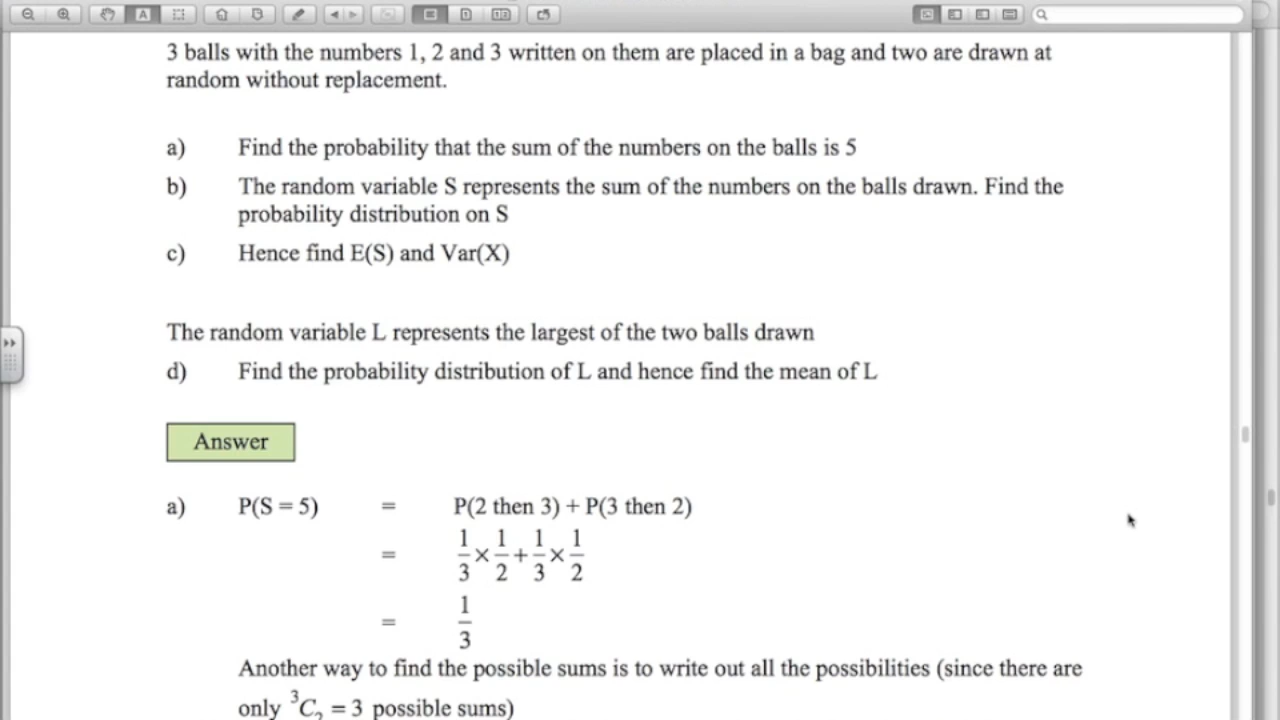 3 balls with the numbers 1, 2 and 3 written on them are placed in a bag and two are drawn at
random without replacement.
a) Find the probability that the sum of the numbers on the balls is 5
b) The random variable S represents the sum of the numbers on the balls drawn. Find the
probability distribution on S
c) Hence find E(S) and Var(X)
The random variable L represents the largest of the two balls drawn
d) Find the probability distribution of L and hence find the mean of L
Answer
a) P(S = 5) = P(2 then 3) + P(3 then 2)
= 1/3 × 1/2 + 1/3 × 1/2
= 1/3
Another way to find the possible sums is to write out all the possibilities (since there are
only ³C₂ = 3 possible sums)